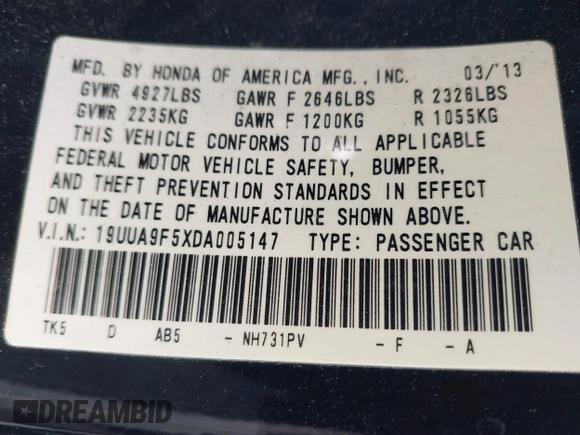 MFD. BY HONDA OF AMERICA MFG., INC. 03/'13
GVWR 4927LBS GAWR F 2646LBS R 2326LBS
GVWR 2235KG GAWR F 1200KG R 1055KG
THIS VEHICLE CONFORMS TO ALL APPLICABLE
FEDERAL MOTOR VEHICLE SAFETY, BUMPER,
AND THEFT PREVENTION STANDARDS IN EFFECT
ON THE DATE OF MANUFACTURE SHOWN ABOVE.
V.I.N.: 19UUA9F5XDA005147 TYPE: PASSENGER CAR
TK5 D AB5 - NH731PV - F - A
DREAMBID